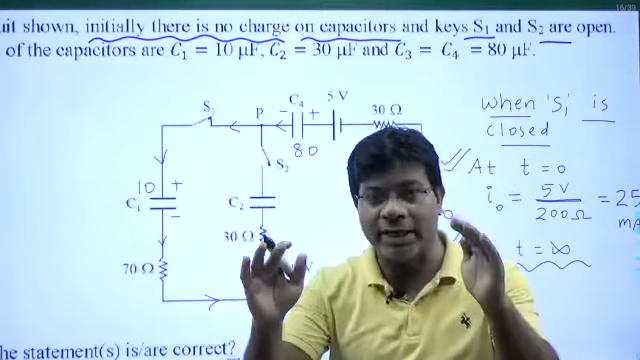 16/39
uit shown, initially there is no charge on capacitors and keys S₁ and S₂ are open.
of the capacitors are C₁ = 10 μF, C₂ = 30 μF and C₃ = C₄ = 80 μF.
S₁
P
C₄
− +
5 V
30 Ω
80
S₂
10 +
C₁
−
C₂
30 Ω
70 Ω
V
When 'S₁' is
closed
At t = 0
i₀ = 5V / 200Ω = 25 mA
t = ∞
he statement(s) is/are correct?